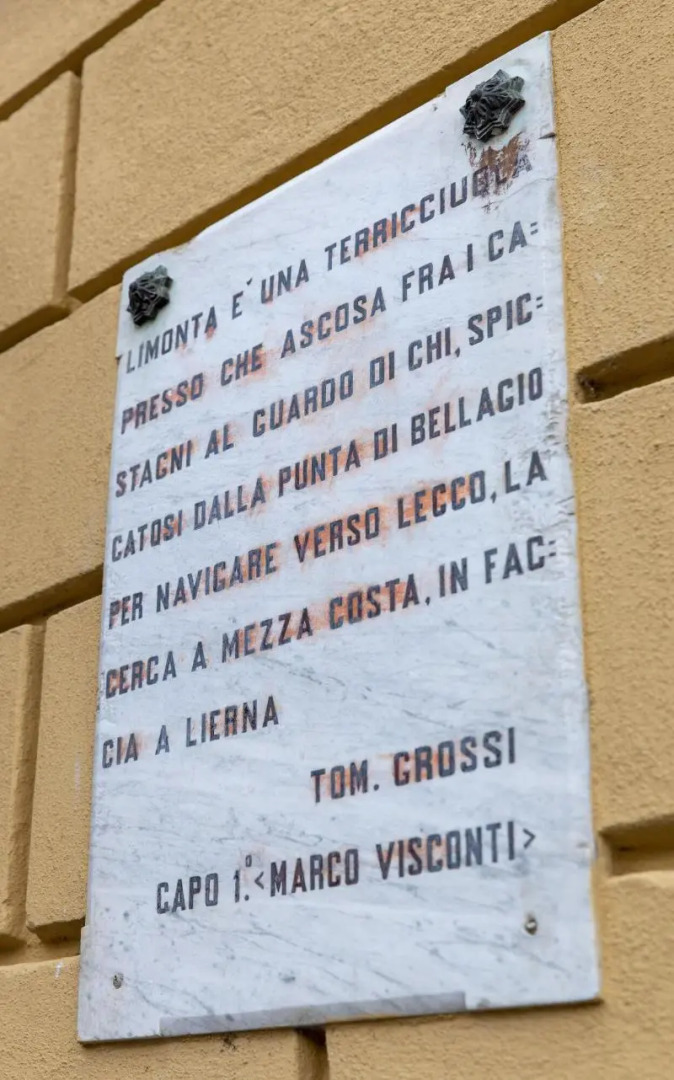 LIMONTA E' UNA TERRICCIUOLA
PRESSO CHE ASCOSA FRA I CA=
STAGNI AL GUARDO DI CHI, SPIC=
CATOSI DALLA PUNTA DI BELLAGIO
PER NAVIGARE VERSO LECCO, LA
CERCA A MEZZA COSTA, IN FAC=
CIA A LIERNA
TOM. GROSSI
CAPO 1.º <MARCO VISCONTI>